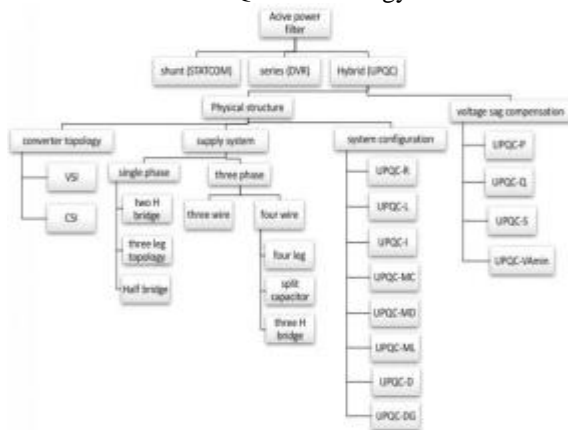 Acive power
filter
shunt (STATCOM)
series (DVR)
Hybrid (UPQC)
Physical structure
voltage sag compensation
converter topology
supply system
system configuration
VSI
CSI
single phase
three phase
two H
bridge
three leg
topology
Half bridge
three wire
four wire
four leg
split
capacitor
three H
bridge
UPQC-R
UPQC-L
UPQC-I
UPQC-MC
UPQC-MD
UPQC-ML
UPQC-D
UPQC-DG
UPQC-P
UPQC-Q
UPQC-S
UPQC-VAmin